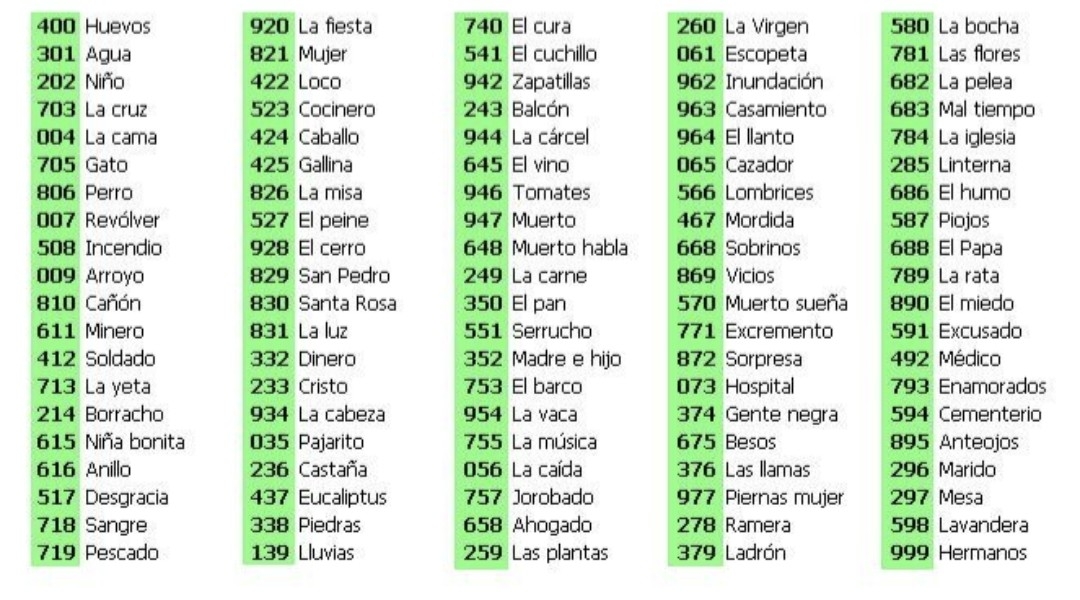 400 Huevos
301 Agua
202 Niño
703 La cruz
004 La cama
705 Gato
806 Perro
007 Revólver
508 Incendio
009 Arroyo
810 Cañón
611 Minero
412 Soldado
713 La yeta
214 Borracho
615 Niña bonita
616 Anillo
517 Desgracia
718 Sangre
719 Pescado
920 La fiesta
821 Mujer
422 Loco
523 Cocinero
424 Caballo
425 Gallina
826 La misa
527 El peine
928 El cerro
829 San Pedro
830 Santa Rosa
831 La luz
332 Dinero
233 Cristo
934 La cabeza
035 Pajarito
236 Castaña
437 Eucaliptus
338 Piedras
139 Lluvias
740 El cura
541 El cuchillo
942 Zapatillas
243 Balcón
944 La cárcel
645 El vino
946 Tomates
947 Muerto
648 Muerto habla
249 La carne
350 El pan
551 Serrucho
352 Madre e hijo
753 El barco
954 La vaca
755 La música
056 La caída
757 Jorobado
658 Ahogado
259 Las plantas
260 La Virgen
061 Escopeta
962 Inundación
963 Casamiento
964 El llanto
065 Cazador
566 Lombrices
467 Mordida
668 Sobrinos
869 Vicios
570 Muerto sueña
771 Excremento
872 Sorpresa
073 Hospital
374 Gente negra
675 Besos
376 Las llamas
977 Piernas mujer
278 Ramera
379 Ladrón
580 La bocha
781 Las flores
682 La pelea
683 Mal tiempo
784 La iglesia
285 Linterna
686 El humo
587 Piojos
688 El Papa
789 La rata
890 El miedo
591 Excusado
492 Médico
793 Enamorados
594 Cementerio
895 Anteojos
296 Marido
297 Mesa
598 Lavandera
999 Hermanos